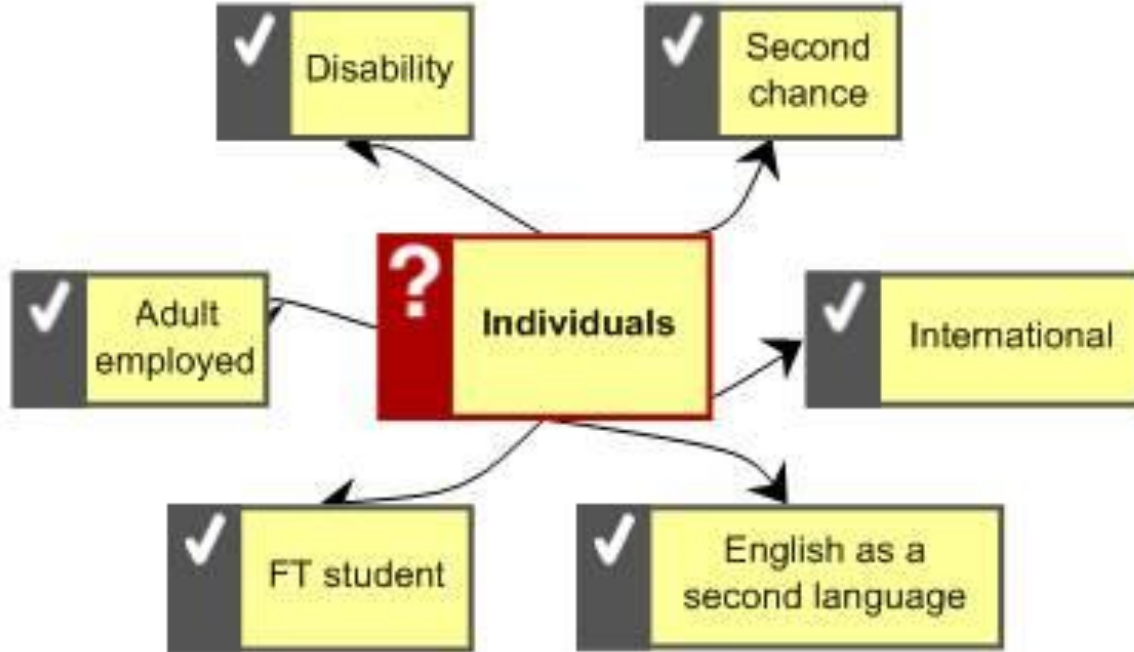 Disability
Second
chance
?
Individuals
Adult
employed
International
FT student
English as a
second language